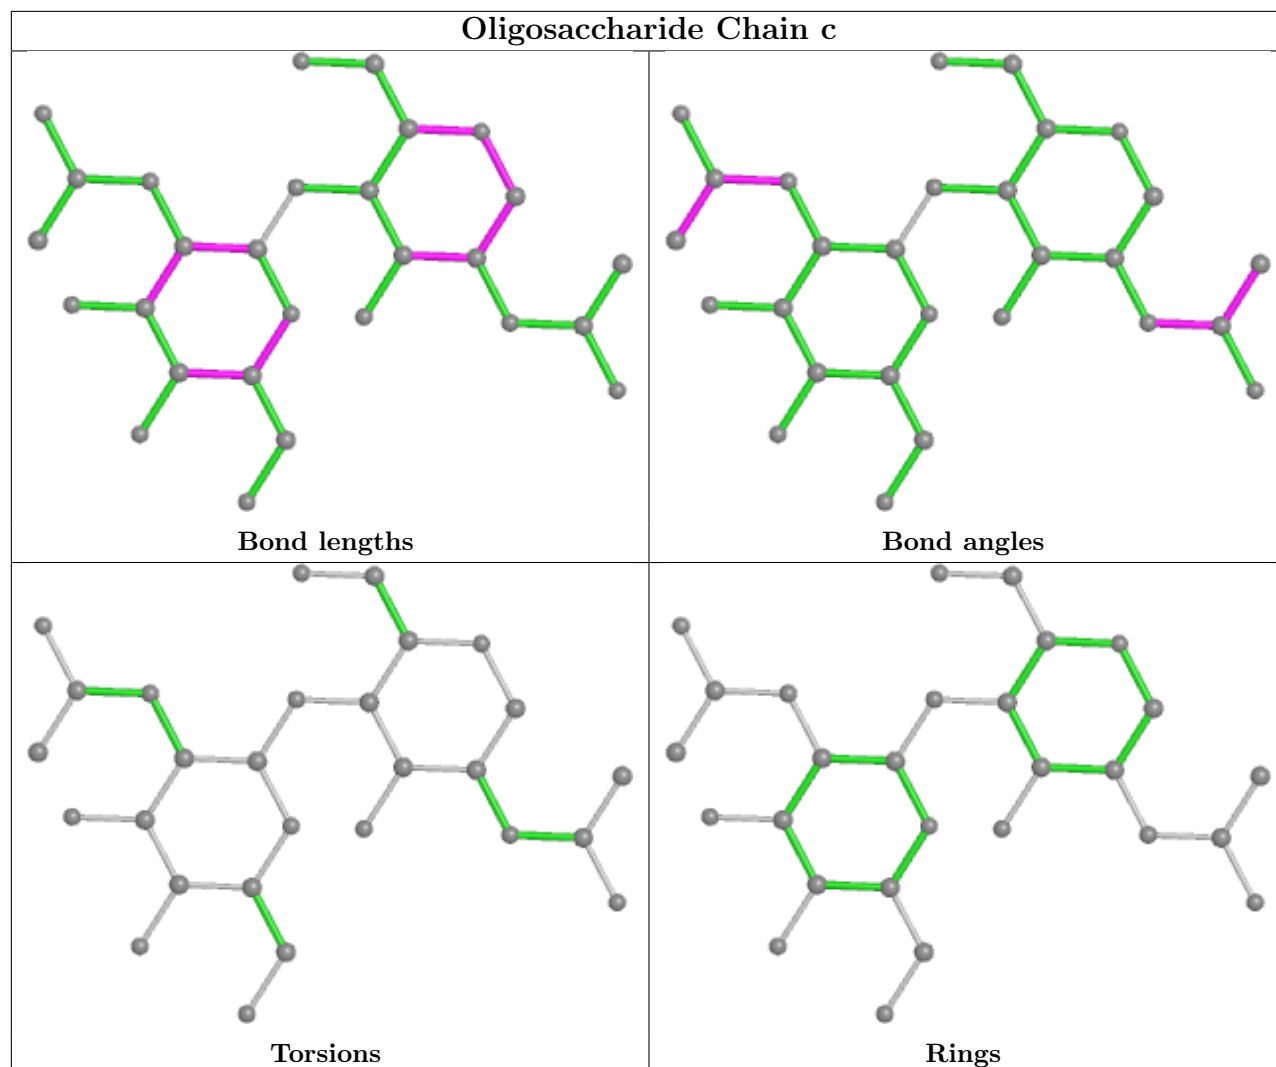 Oligosaccharide Chain c
Bond lengths
Bond angles
Torsions
Rings